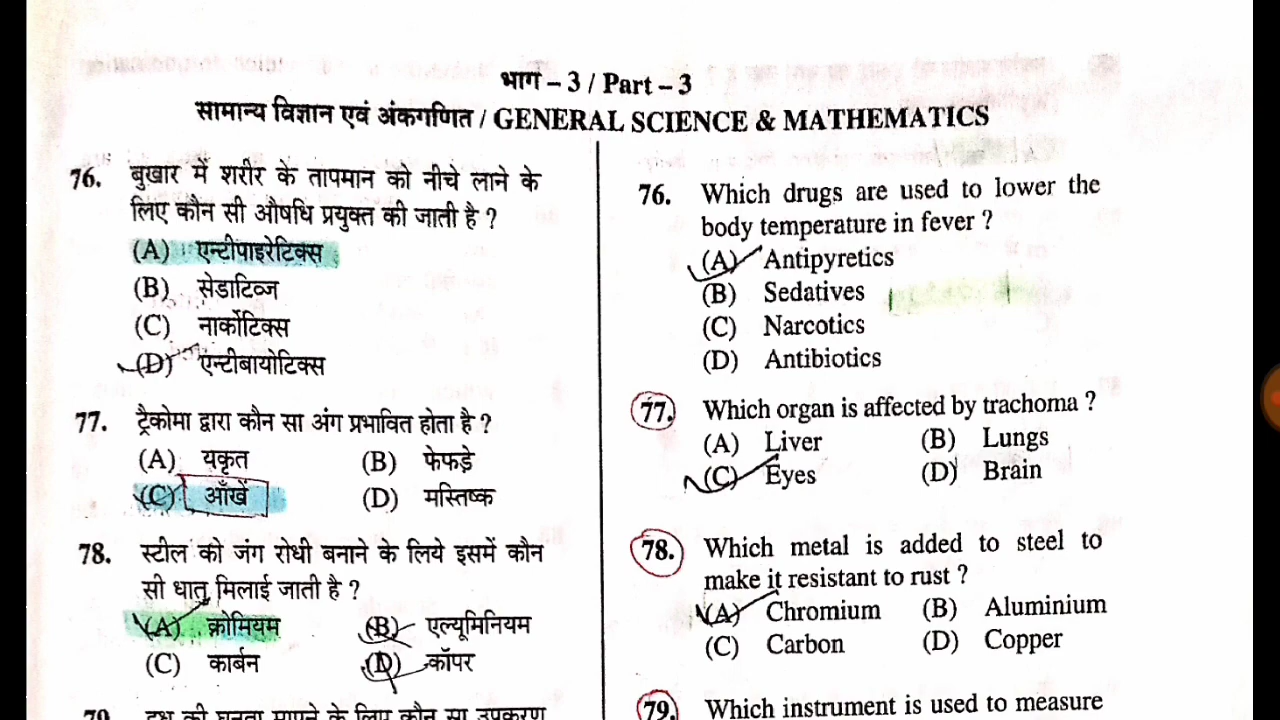 भाग – 3 / Part – 3
सामान्य विज्ञान एवं अंकगणित / GENERAL SCIENCE & MATHEMATICS
76. बुखार में शरीर के तापमान को नीचे लाने के
लिए कौन सी औषधि प्रयुक्त की जाती है ?
(A) एन्टीपाइरेटिक्स
(B) सेडाटिव्ज
(C) नार्कोटिक्स
(D) एन्टीबायोटिक्स
77. ट्रैकोमा द्वारा कौन सा अंग प्रभावित होता है ?
(A) यकृत (B) फेफड़े
(C) आँखें (D) मस्तिष्क
78. स्टील को जंग रोधी बनाने के लिये इसमें कौन
सी धातु मिलाई जाती है ?
(A) क्रोमियम (B) एल्यूमिनियम
(C) कार्बन (D) कॉपर
79. दूध की घनता मापने के लिए कौन सा उपकरण
76. Which drugs are used to lower the
body temperature in fever ?
(A) Antipyretics
(B) Sedatives
(C) Narcotics
(D) Antibiotics
77. Which organ is affected by trachoma ?
(A) Liver (B) Lungs
(C) Eyes (D) Brain
78. Which metal is added to steel to
make it resistant to rust ?
(A) Chromium (B) Aluminium
(C) Carbon (D) Copper
79. Which instrument is used to measure